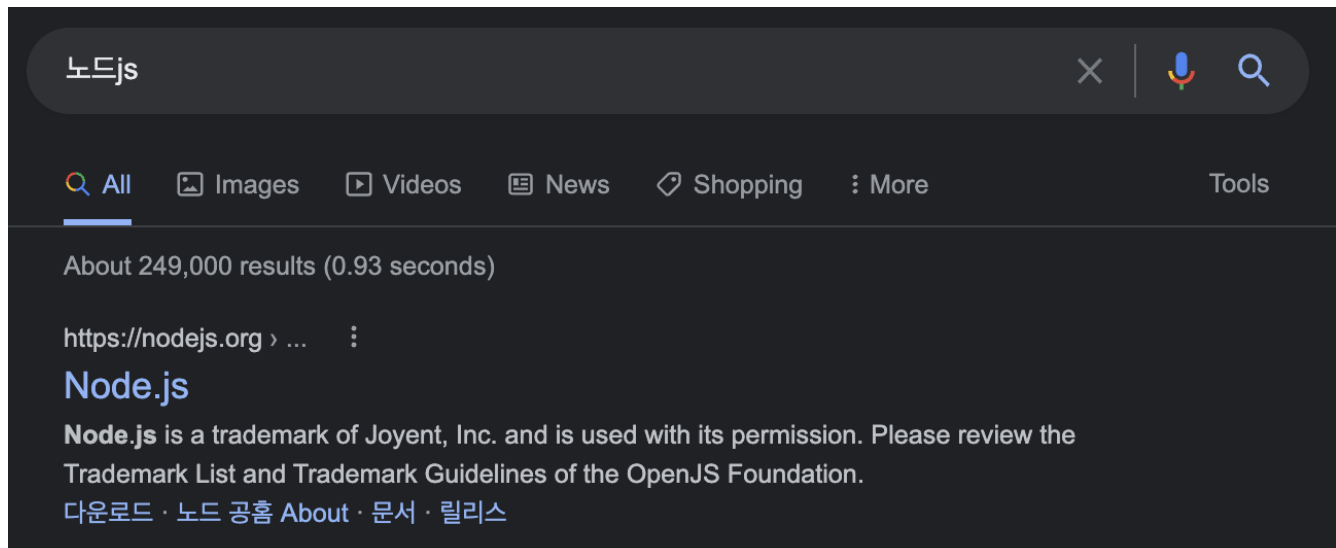 노드js
All Images Videos News Shopping More Tools
About 249,000 results (0.93 seconds)
https://nodejs.org › ...
Node.js
Node.js is a trademark of Joyent, Inc. and is used with its permission. Please review the
Trademark List and Trademark Guidelines of the OpenJS Foundation.
다운로드 · 노드 공홈 About · 문서 · 릴리스